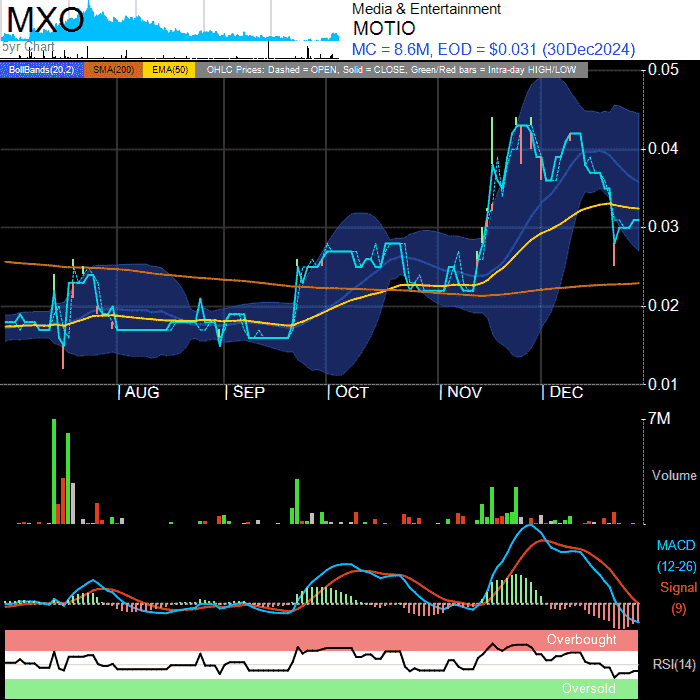 MXO
5yr Chart
Media & Entertainment
MOTIO
MC = 8.6M, EOD = $0.031 (30Dec2024)
BollBands(20,2) SMA(200) EMA(50) OHLC Prices: Dashed = OPEN, Solid = CLOSE, Green/Red bars = Intra-day HIGH/LOW
0.05
0.04
0.03
0.02
0.01
AUG SEP OCT NOV DEC
7M
Volume
MACD
(12-26)
Signal
(9)
Overbought
RSI(14)
Oversold